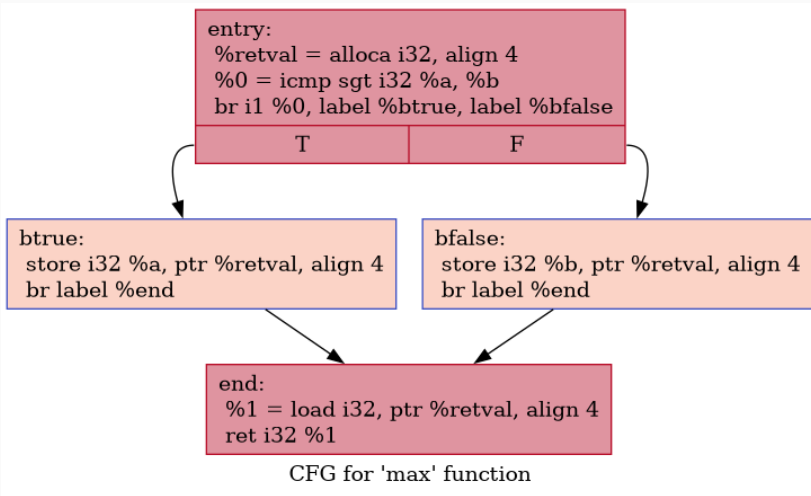 entry:
%retval = alloca i32, align 4
%0 = icmp sgt i32 %a, %b
br i1 %0, label %btrue, label %bfalse
T
F
btrue:
store i32 %a, ptr %retval, align 4
br label %end
bfalse:
store i32 %b, ptr %retval, align 4
br label %end
end:
%1 = load i32, ptr %retval, align 4
ret i32 %1
CFG for 'max' function